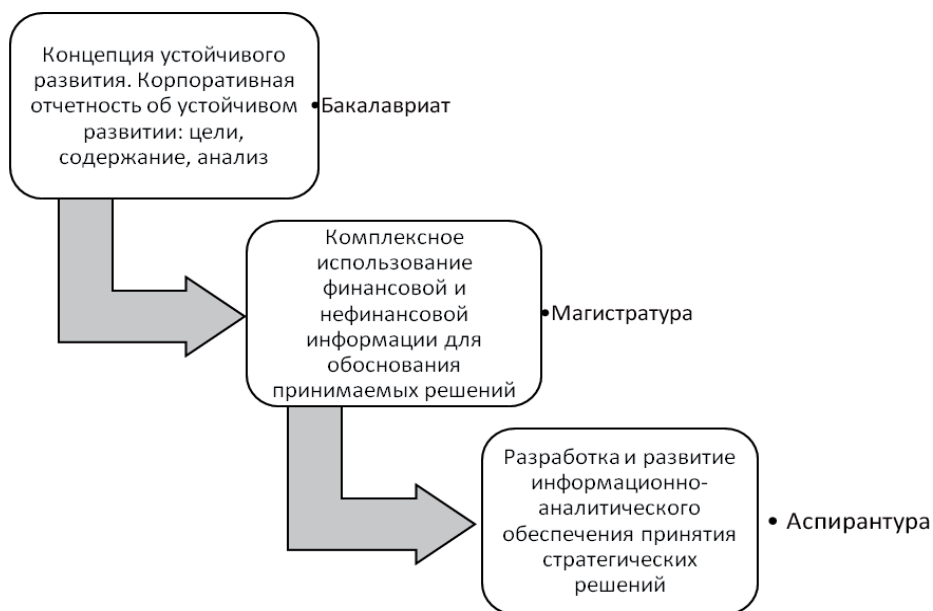 Концепция устойчивого
развития. Корпоративная
отчетность об устойчивом
развитии: цели,
содержание, анализ
•Бакалавриат
Комплексное
использование
финансовой и
нефинансовой
информации для
обоснования
принимаемых решений
•Магистратура
Разработка и развитие
информационно-
аналитического
обеспечения принятия
стратегических
решений
• Аспирантура